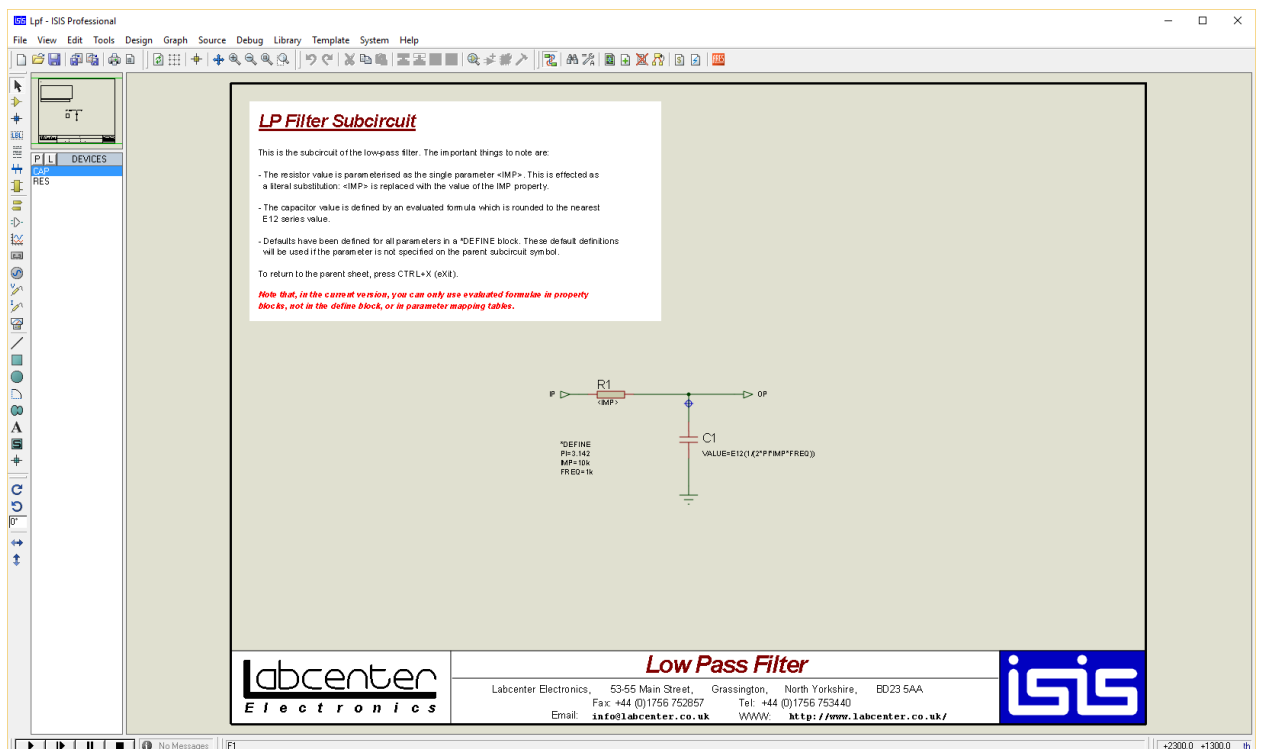 ISIS Lpf - ISIS Professional
File View Edit Tools Design Graph Source Debug Library Template System Help
P L DEVICES
CAP
RES
LBL
A
S
0°
LP Filter Subcircuit
This is the subcircuit of the low-pass filter. The important things to note are:
- The resistor value is parameterised as the single parameter <IMP>. This is effected as
a literal substitution: <IMP> is replaced with the value of the IMP property.
- The capacitor value is defined by an evaluated formula which is rounded to the nearest
E12 series value.
- Defaults have been defined for all parameters in a *DEFINE block. These default definitions
will be used if the parameter is not specified on the parent subcircuit symbol.
To return to the parent sheet, press CTRL+X (eXit).
Note that, in the current version, you can only use evaluated formulae in property
blocks, not in the define block, or in parameter mapping tables.
R1
IP
OP
<IMP>
C1
VALUE=E12(1/(2*PI*IMP*FREQ))
*DEFINE
PI=3.142
IMP=10k
FREQ=1k
Labcenter
Electronics
Low Pass Filter
Labcenter Electronics, 53-55 Main Street, Grassington, North Yorkshire, BD23 5AA
Fax: +44 (0)1756 752857 Tel: +44 (0)1756 753440
Email: info@labcenter.co.uk WWW: http://www.labcenter.co.uk/
isis
No Messages F1 +2300.0 +1300.0 th